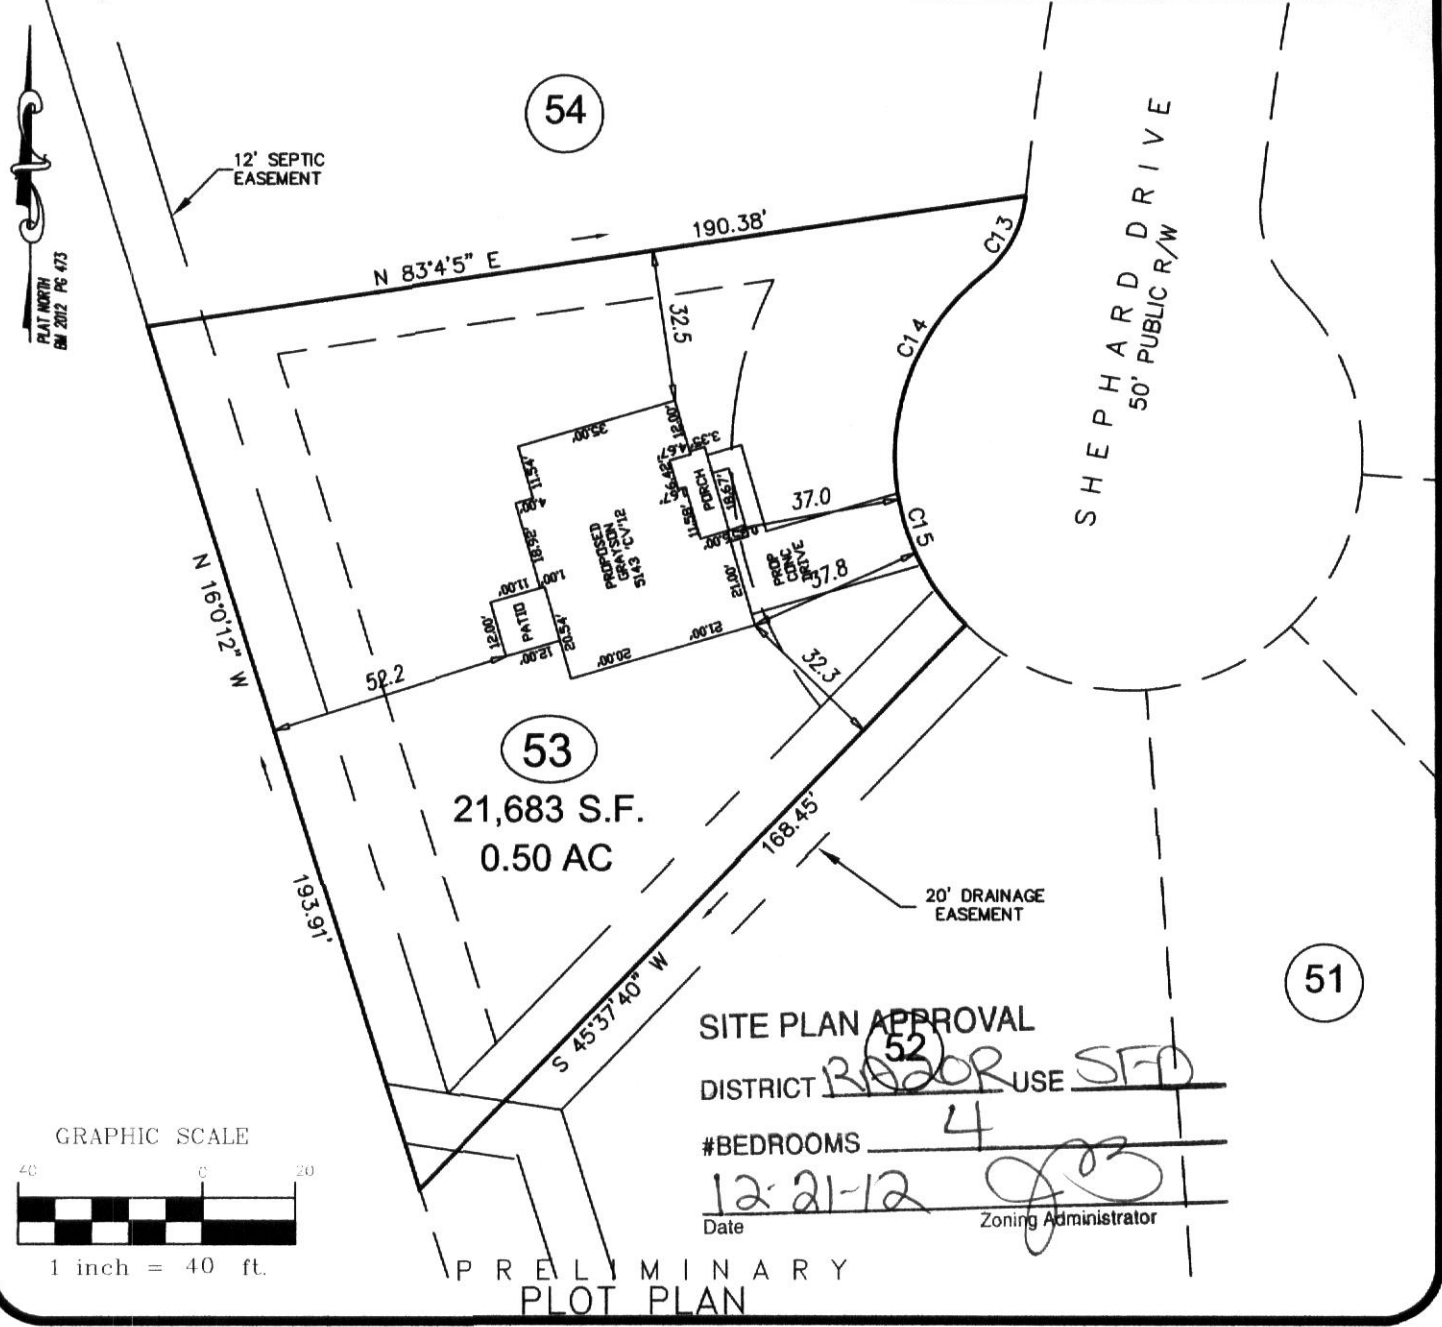 54
12' SEPTIC
EASEMENT
PLAT NORTH
BM 2012 PG 473
N 83°4'5" E
190.38'
C13
C14
C15
SHEPHARD DRIVE
50' PUBLIC R/W
32.5
35.00'
12.00'
4.67'
11.54'
4.00'
18.92'
1.00'
11.00'
PATIO
12.00'
12.00'
20.54'
20.00'
21.00'
21.00'
PROPOSED
GRAYSON
5143 "CV"12
PORCH
18.67'
11.58'
PROP
CONC
DRIVE
37.0
37.8
32.3
52.2
N 16°0'12" W
193.91'
53
21,683 S.F.
0.50 AC
168.45'
S 45°37'40" W
20' DRAINAGE
EASEMENT
51
52
SITE PLAN APPROVAL
DISTRICT RA20R USE SFD
#BEDROOMS 4
12-21-12
Date
Zoning Administrator
GRAPHIC SCALE
40 0 20
1 inch = 40 ft.
PRELIMINARY
PLOT PLAN